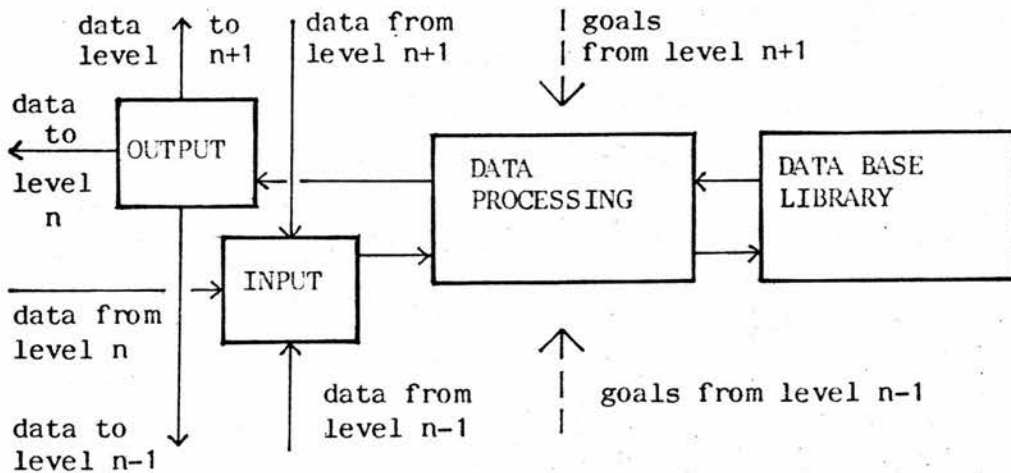 data to
level n+1
data from
level n+1
goals
from level n+1
data
to
level
n
OUTPUT
DATA
PROCESSING
DATA BASE
LIBRARY
INPUT
data from
level n
data to
level n-1
data from
level n-1
goals from level n-1